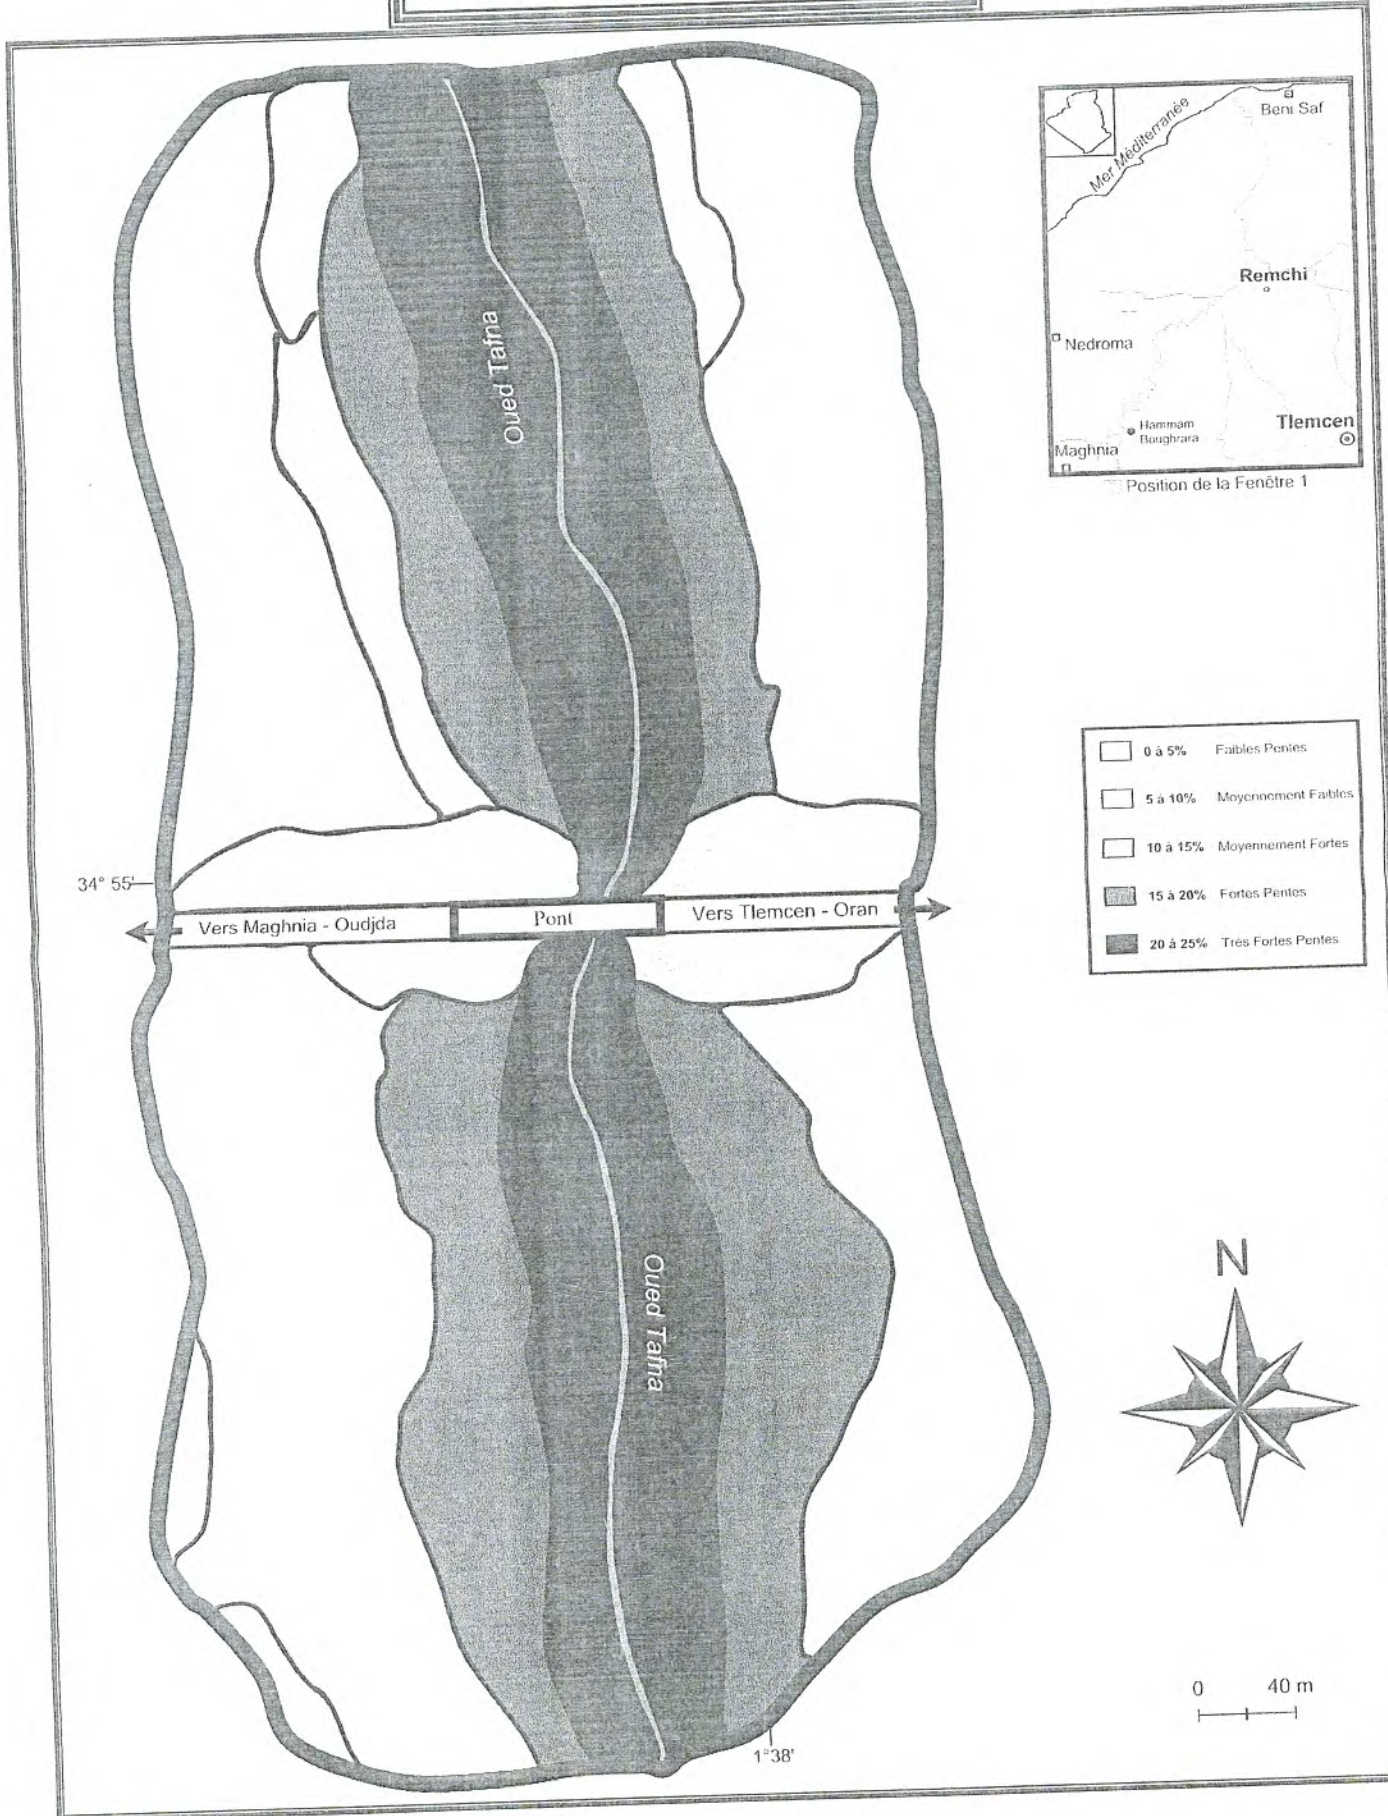 Beni Saf
Mer Méditerranée
Remchi
Nedroma
Hammam
Boughrara
Tlemcen
Maghnia
Position de la Fenêtre 1
Oued Tafna
0 à 5% Faibles Pentes
5 à 10% Moyennement Faibles
10 à 15% Moyennement Fortes
15 à 20% Fortes Pentes
20 à 25% Très Fortes Pentes
34° 55'
Vers Maghnia - Oudjda
Pont
Vers Tlemcen - Oran
Oued Tafna
N
0 40 m
1°38'